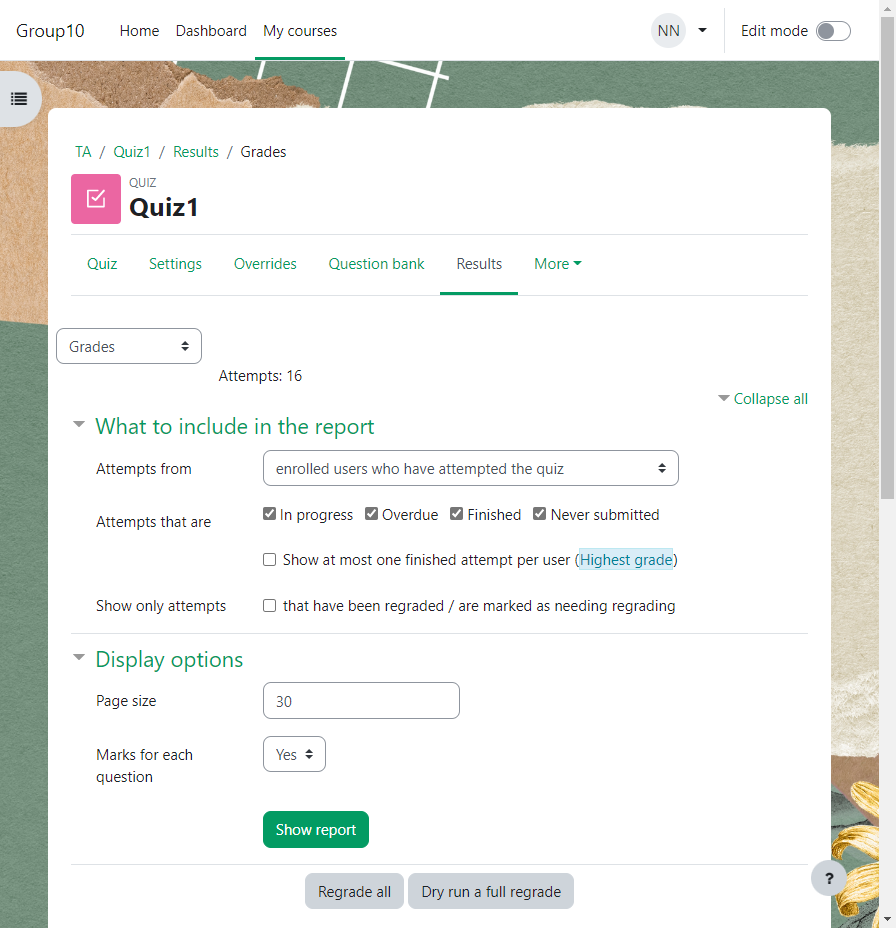 Group10 Home Dashboard My courses NN Edit mode
TA / Quiz1 / Results / Grades
QUIZ
Quiz1
Quiz Settings Overrides Question bank Results More
Grades
Attempts: 16
Collapse all
What to include in the report
Attempts from enrolled users who have attempted the quiz
Attempts that are In progress Overdue Finished Never submitted
Show at most one finished attempt per user (Highest grade)
Show only attempts that have been regraded / are marked as needing regrading
Display options
Page size 30
Marks for each question Yes
Show report
Regrade all Dry run a full regrade
?